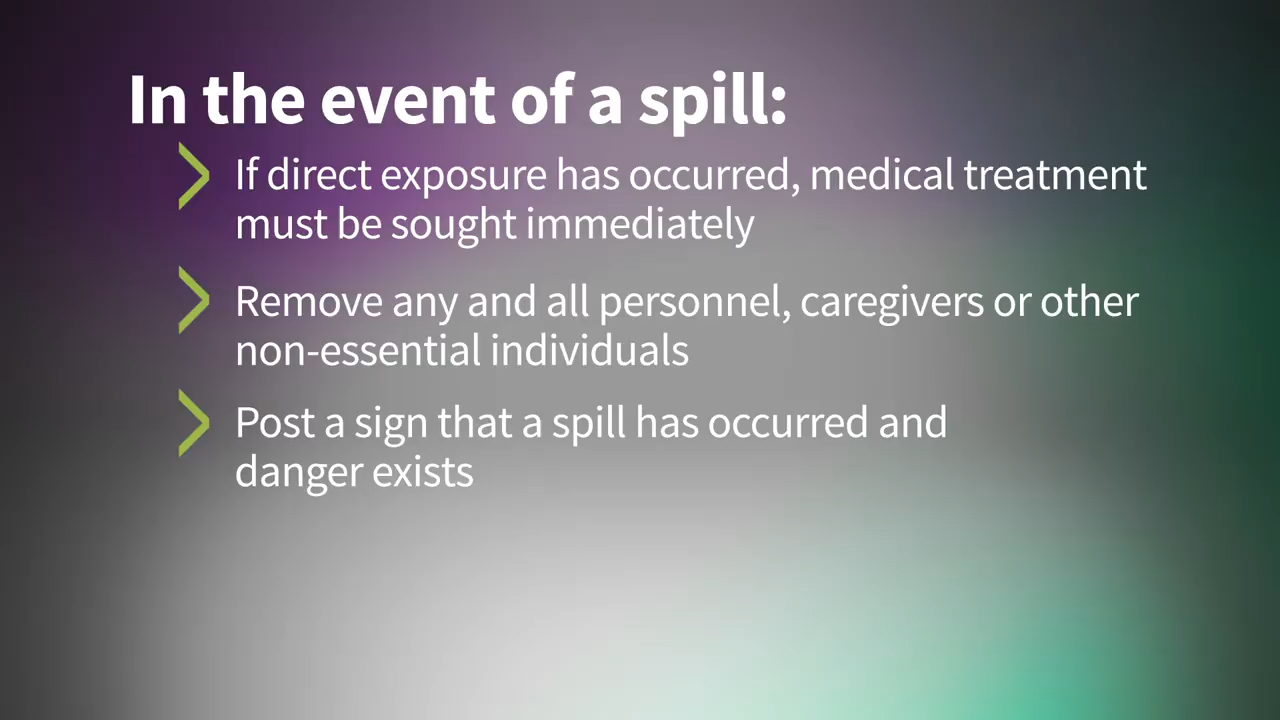 In the event of a spill:
If direct exposure has occurred, medical treatment
must be sought immediately
Remove any and all personnel, caregivers or other
non-essential individuals
Post a sign that a spill has occurred and
danger exists